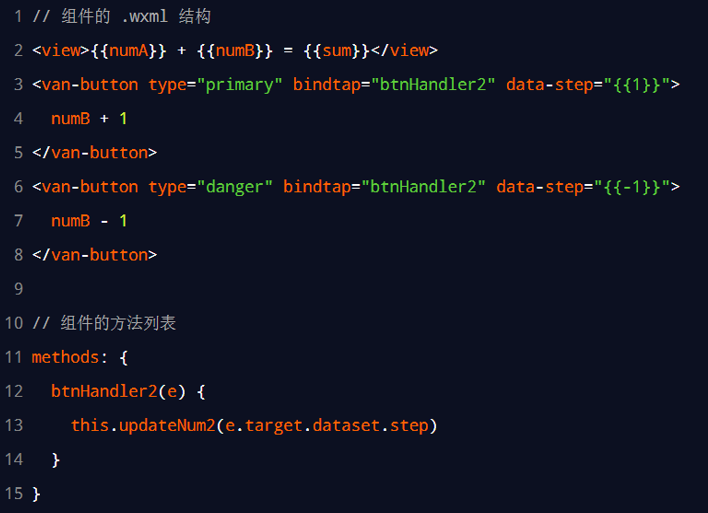 1 // 组件的 .wxml 结构
2 <view>{{numA}} + {{numB}} = {{sum}}</view>
3 <van-button type="primary" bindtap="btnHandler2" data-step="{{1}}">
4   numB + 1
5 </van-button>
6 <van-button type="danger" bindtap="btnHandler2" data-step="{{-1}}">
7   numB - 1
8 </van-button>
9
10 // 组件的方法列表
11 methods: {
12   btnHandler2(e) {
13     this.updateNum2(e.target.dataset.step)
14   }
15 }